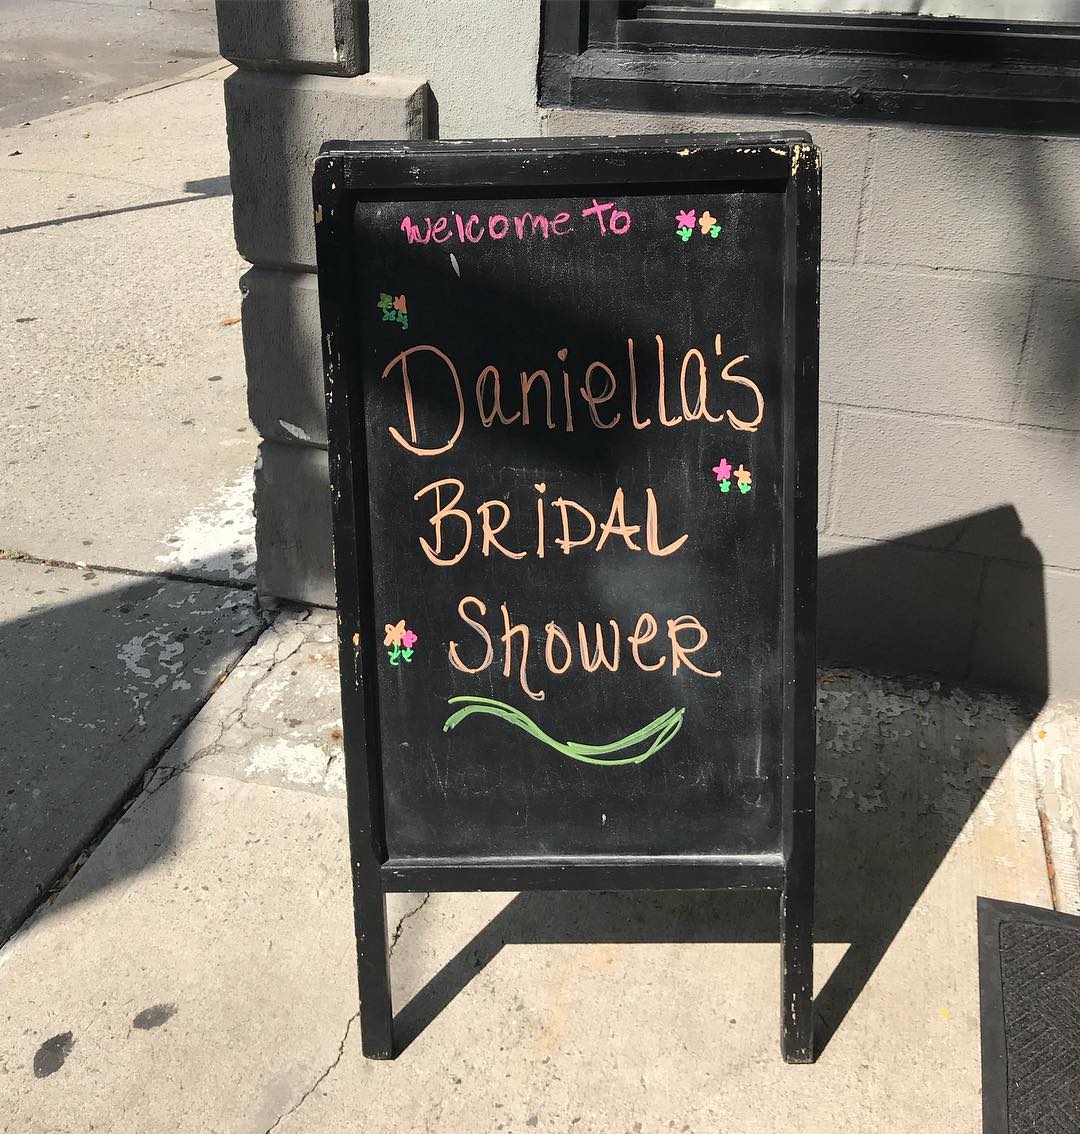 welcome To
Daniella's
BRiDAL
ShoweR